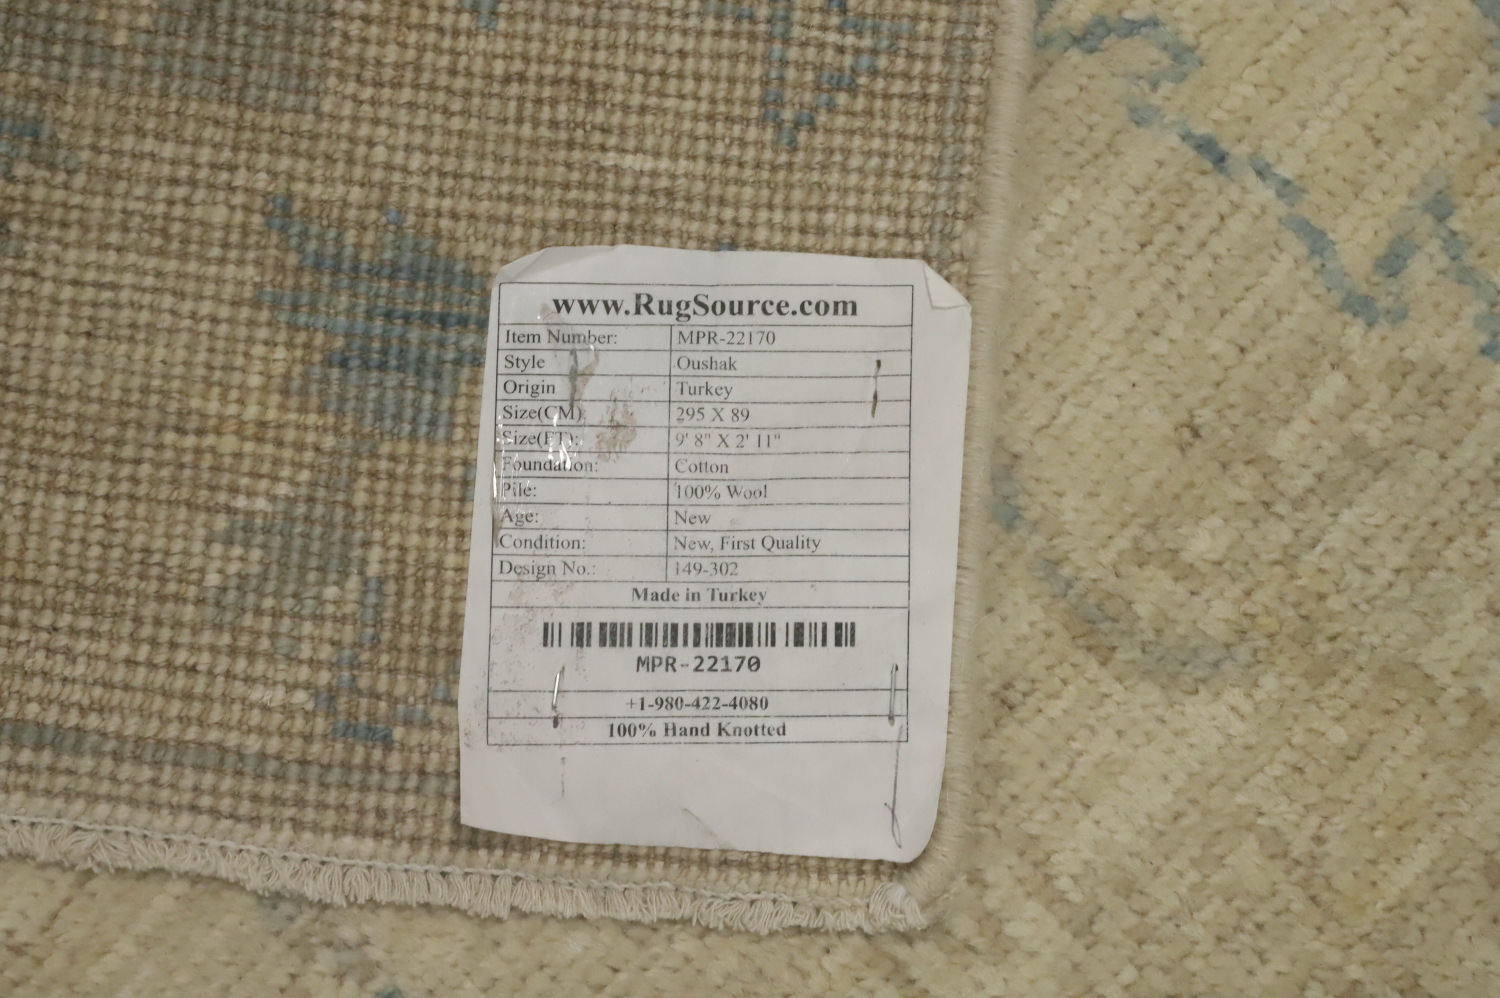 www.RugSource.com
Item Number: MPR-22170
Style Oushak
Origin Turkey
Size(CM): 295 X 89
Size(FT): 9' 8" X 2' 11"
Foundation: Cotton
Pile: 100% Wool
Age: New
Condition: New, First Quality
Design No.: 149-302
Made in Turkey
MPR-22170
+1-980-422-4080
100% Hand Knotted